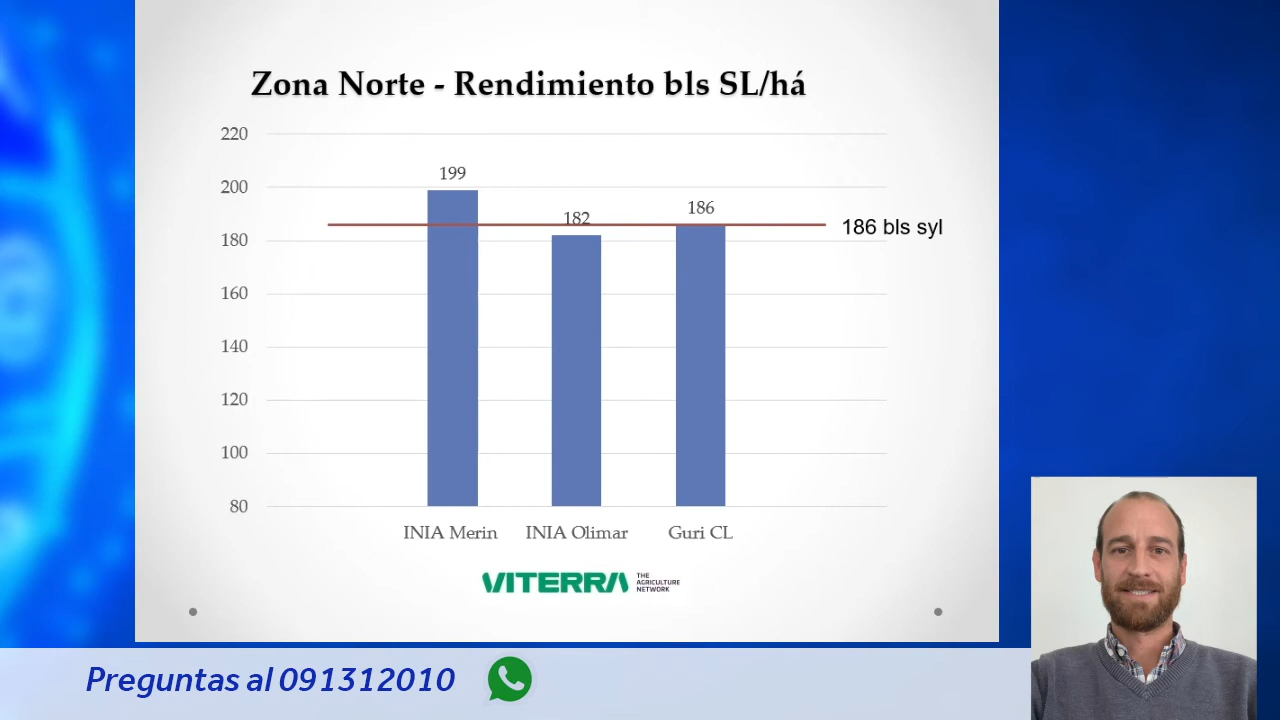 Zona Norte - Rendimiento bls SL/há
220
200
180
160
140
120
100
80
199
182
186
186 bls syl
INIA Merin
INIA Olimar
Guri CL
VITERRA
THE
AGRICULTURE
NETWORK
Preguntas al 091312010